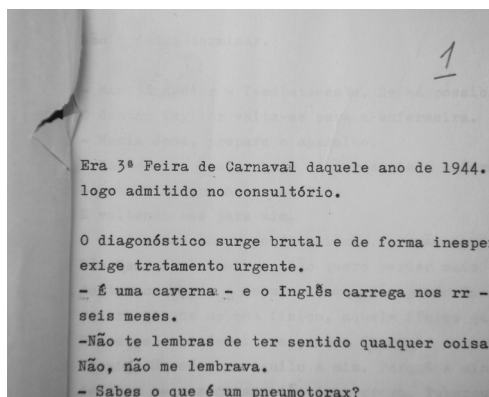 1
Era 3ª Feira de Carnaval daquele ano de 1944.
logo admitido no consultório.
O diagonóstico surge brutal e de forma inespe
exige tratamento urgente.
- É uma caverna - e o Inglês carrega nos rr -
seis meses.
-Não te lembras de ter sentido qualquer coisa
Não, não me lembrava.
- Sabes o que é um pneumotorax?